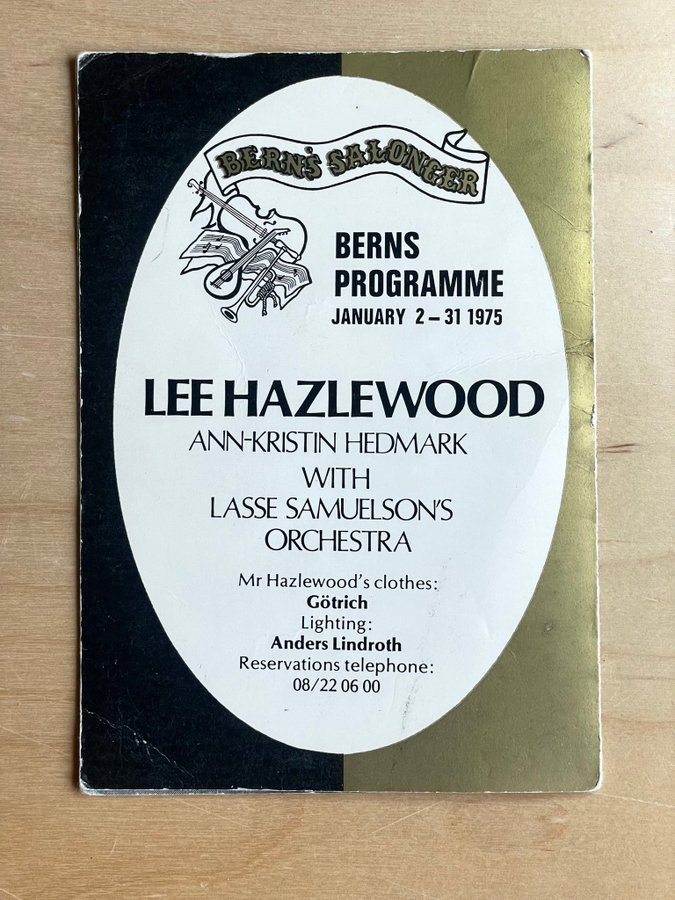 BERN'S SALONGER
BERNS
PROGRAMME
JANUARY 2 – 31 1975
LEE HAZLEWOOD
ANN-KRISTIN HEDMARK
WITH
LASSE SAMUELSON'S
ORCHESTRA
Mr Hazlewood's clothes:
Götrich
Lighting:
Anders Lindroth
Reservations telephone:
08/22 06 00